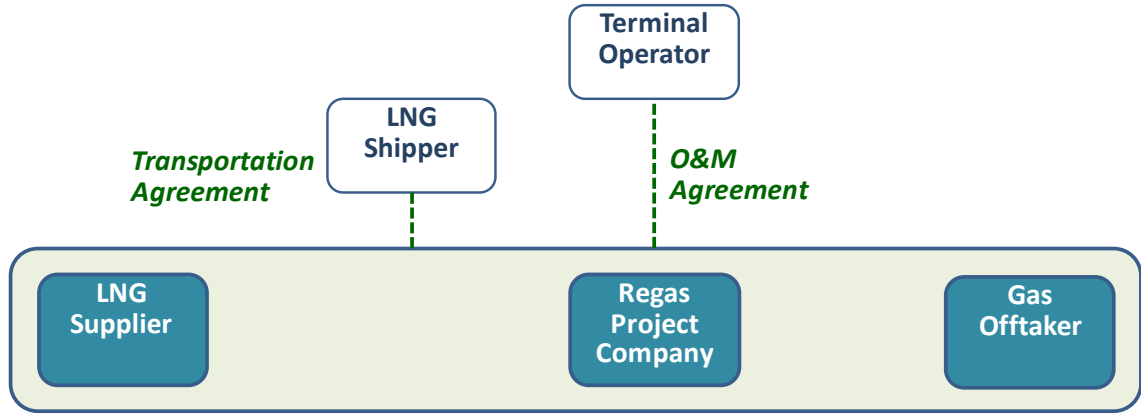 Terminal
Operator
LNG
Shipper
Transportation
Agreement
O&M
Agreement
LNG
Supplier
Regas
Project
Company
Gas
Offtaker